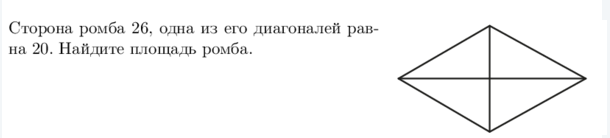 Сторона ромба 26, одна из его диагоналей рав-
на 20. Найдите площадь ромба.